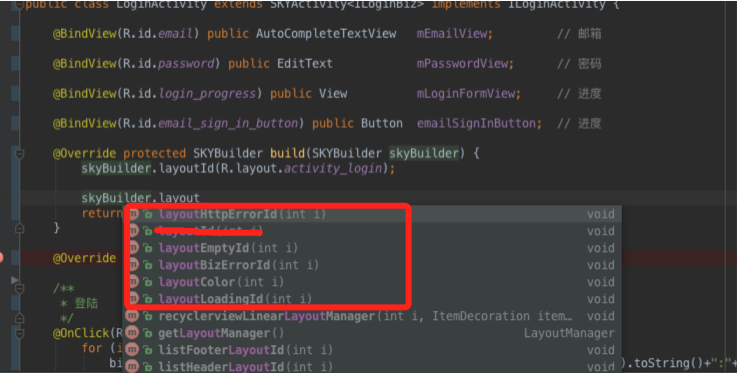 public class LoginActivity extends SKYActivity<ILoginBiz> implements ILoginActivity {
@BindView(R.id.email) public AutoCompleteTextView mEmailView; // 邮箱
@BindView(R.id.password) public EditText mPasswordView; // 密码
@BindView(R.id.login_progress) public View mLoginFormView; // 进度
@BindView(R.id.email_sign_in_button) public Button emailSignInButton; // 进度
@Override protected SKYBuilder build(SKYBuilder skyBuilder) {
skyBuilder.layoutId(R.layout.activity_login);
skyBuilder.layout
return
layoutHttpErrorId(int i) void
layoutId(int i) void
}
layoutEmptyId(int i) void
@Override
layoutBizErrorId(int i) void
layoutColor(int i) void
/**
layoutLoadingId(int i) void
* 登陆
recyclerviewLinearLayoutManager(int i, ItemDecoration item… void
*/
getLayoutManager() LayoutManager
@OnClick(R
listFooterLayoutId(int i) void
for (i
listHeaderLayoutId(int i) void
bi
).toString()+":"+